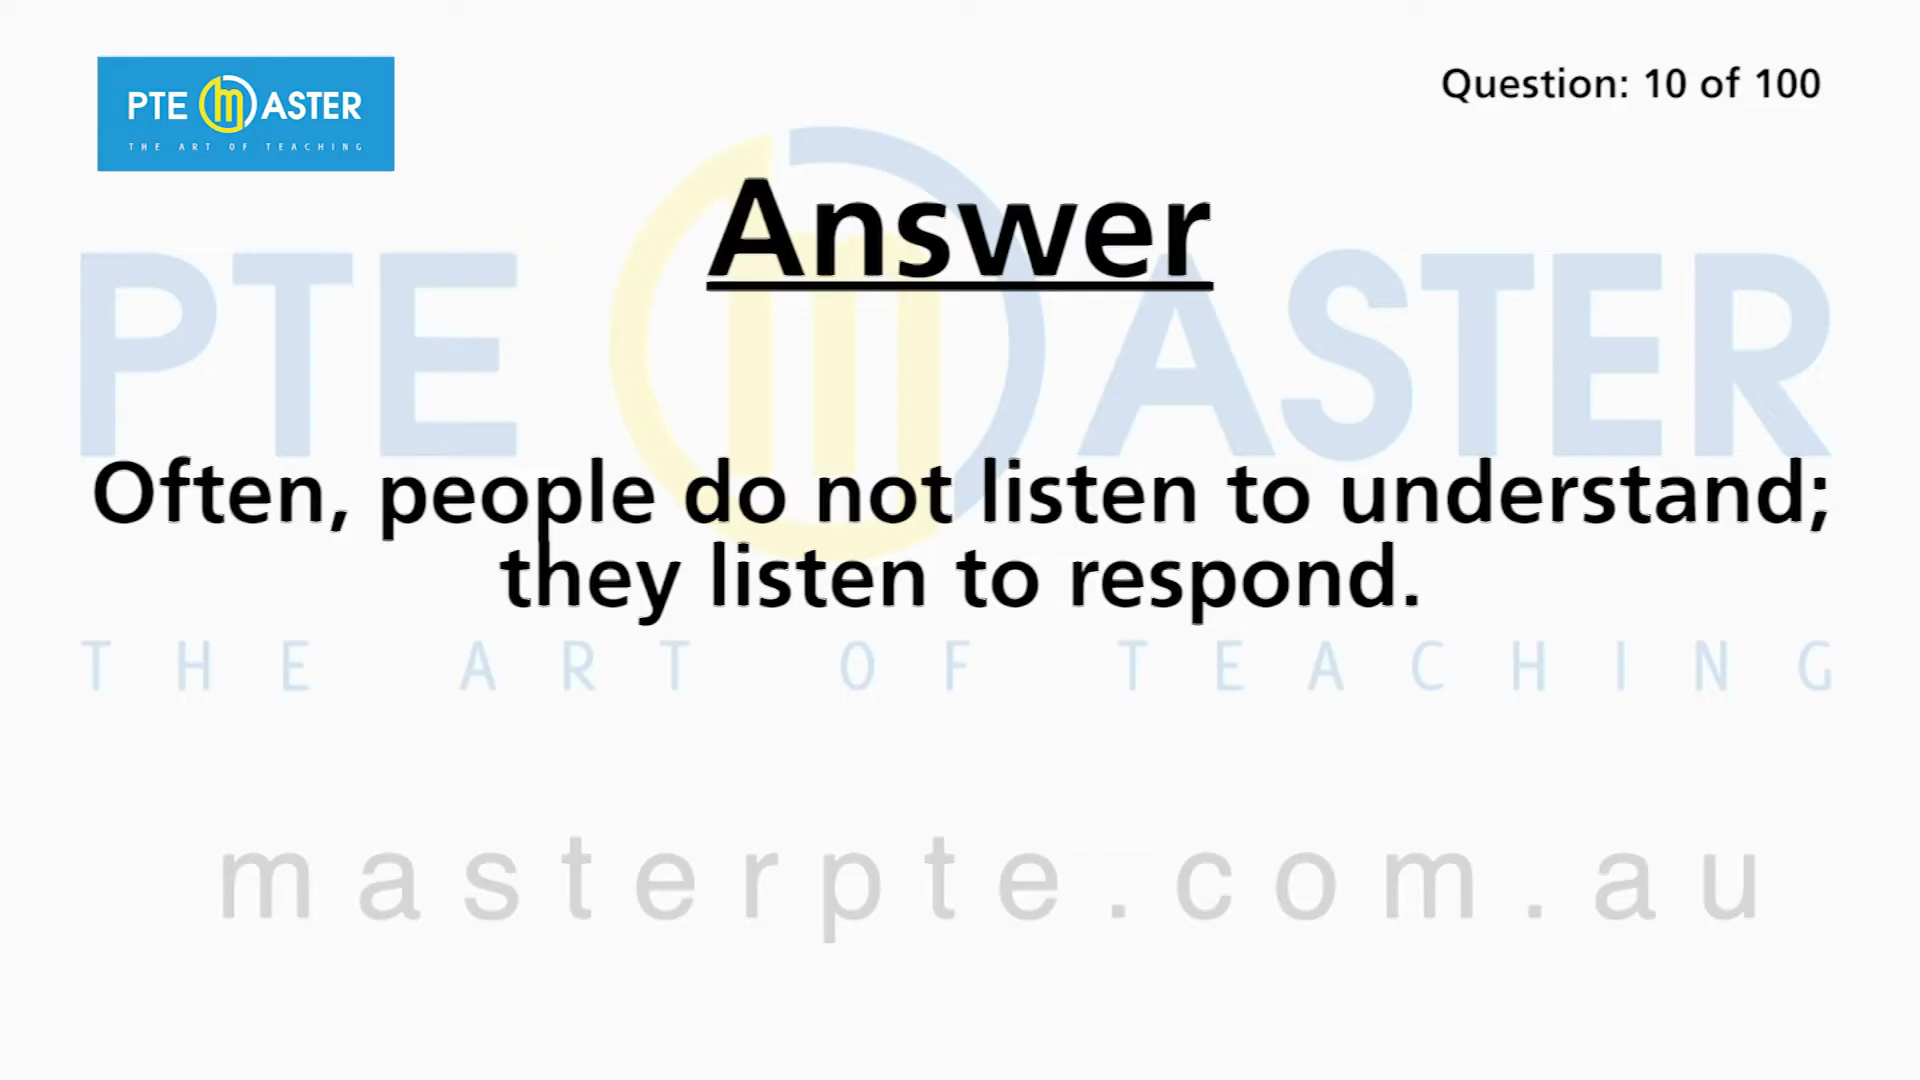 PTE MASTER
THE ART OF TEACHING
Question: 10 of 100
Answer
PTE MASTER
Often, people do not listen to understand;
they listen to respond.
THE ART OF TEACHING
masterpte.com.au